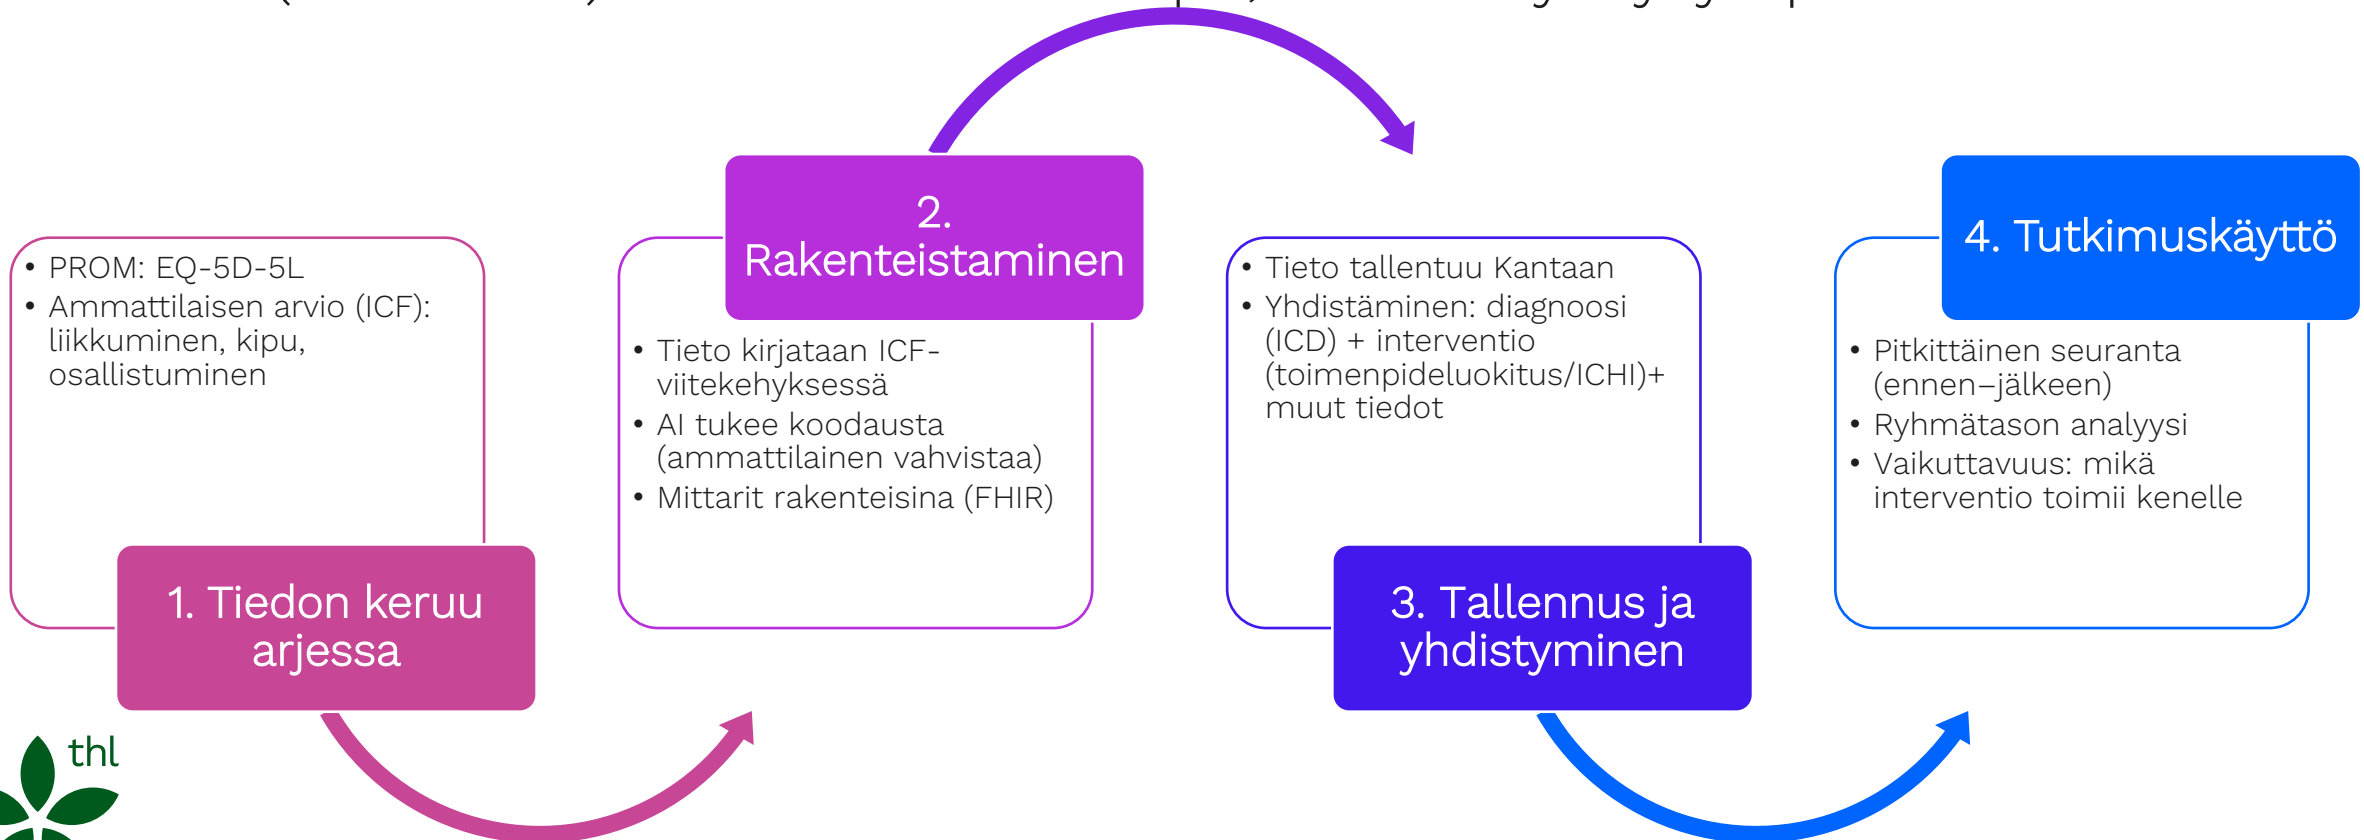 • PROM: EQ-5D-5L
• Ammattilaisen arvio (ICF):
liikkuminen, kipu,
osallistuminen
1. Tiedon keruu
arjessa
2.
Rakenteistaminen
• Tieto kirjataan ICF-
viitekehyksessä
• AI tukee koodausta
(ammattilainen vahvistaa)
• Mittarit rakenteisina (FHIR)
• Tieto tallentuu Kantaan
• Yhdistäminen: diagnoosi
(ICD) + interventio
(toimenpideluokitus/ICHI)+
muut tiedot
3. Tallennus ja
yhdistyminen
4. Tutkimuskäyttö
• Pitkittäinen seuranta
(ennen–jälkeen)
• Ryhmätason analyysi
• Vaikuttavuus: mikä
interventio toimii kenelle
thl